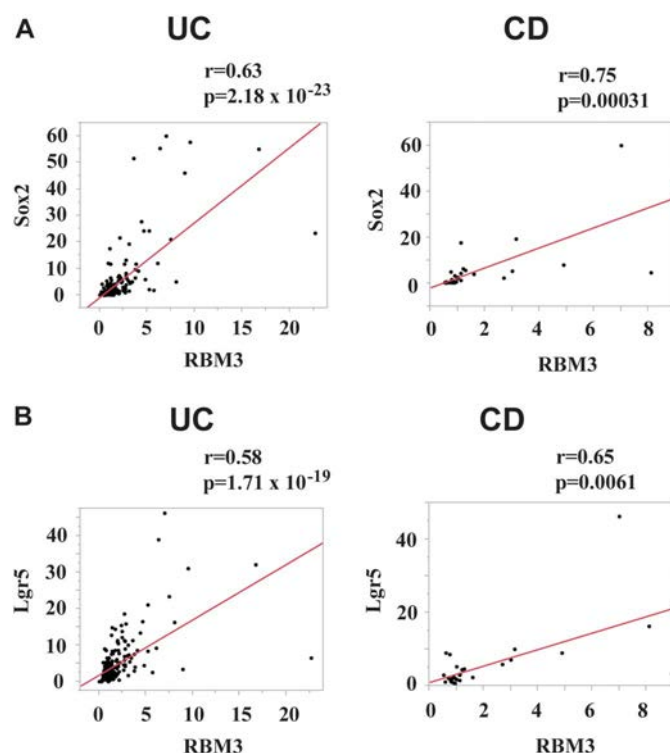 A
UC
r=0.63
p=2.18 x 10-23
Sox2
60
50
40
30
20
10
0
0 5 10 15 20
RBM3
CD
r=0.75
p=0.00031
Sox2
60
40
20
0
0 2 4 6 8
RBM3
B
UC
r=0.58
p=1.71 x 10-19
Lgr5
40
30
20
10
0
0 5 10 15 20
RBM3
CD
r=0.65
p=0.0061
Lgr5
40
20
0
0 2 4 6 8
RBM3